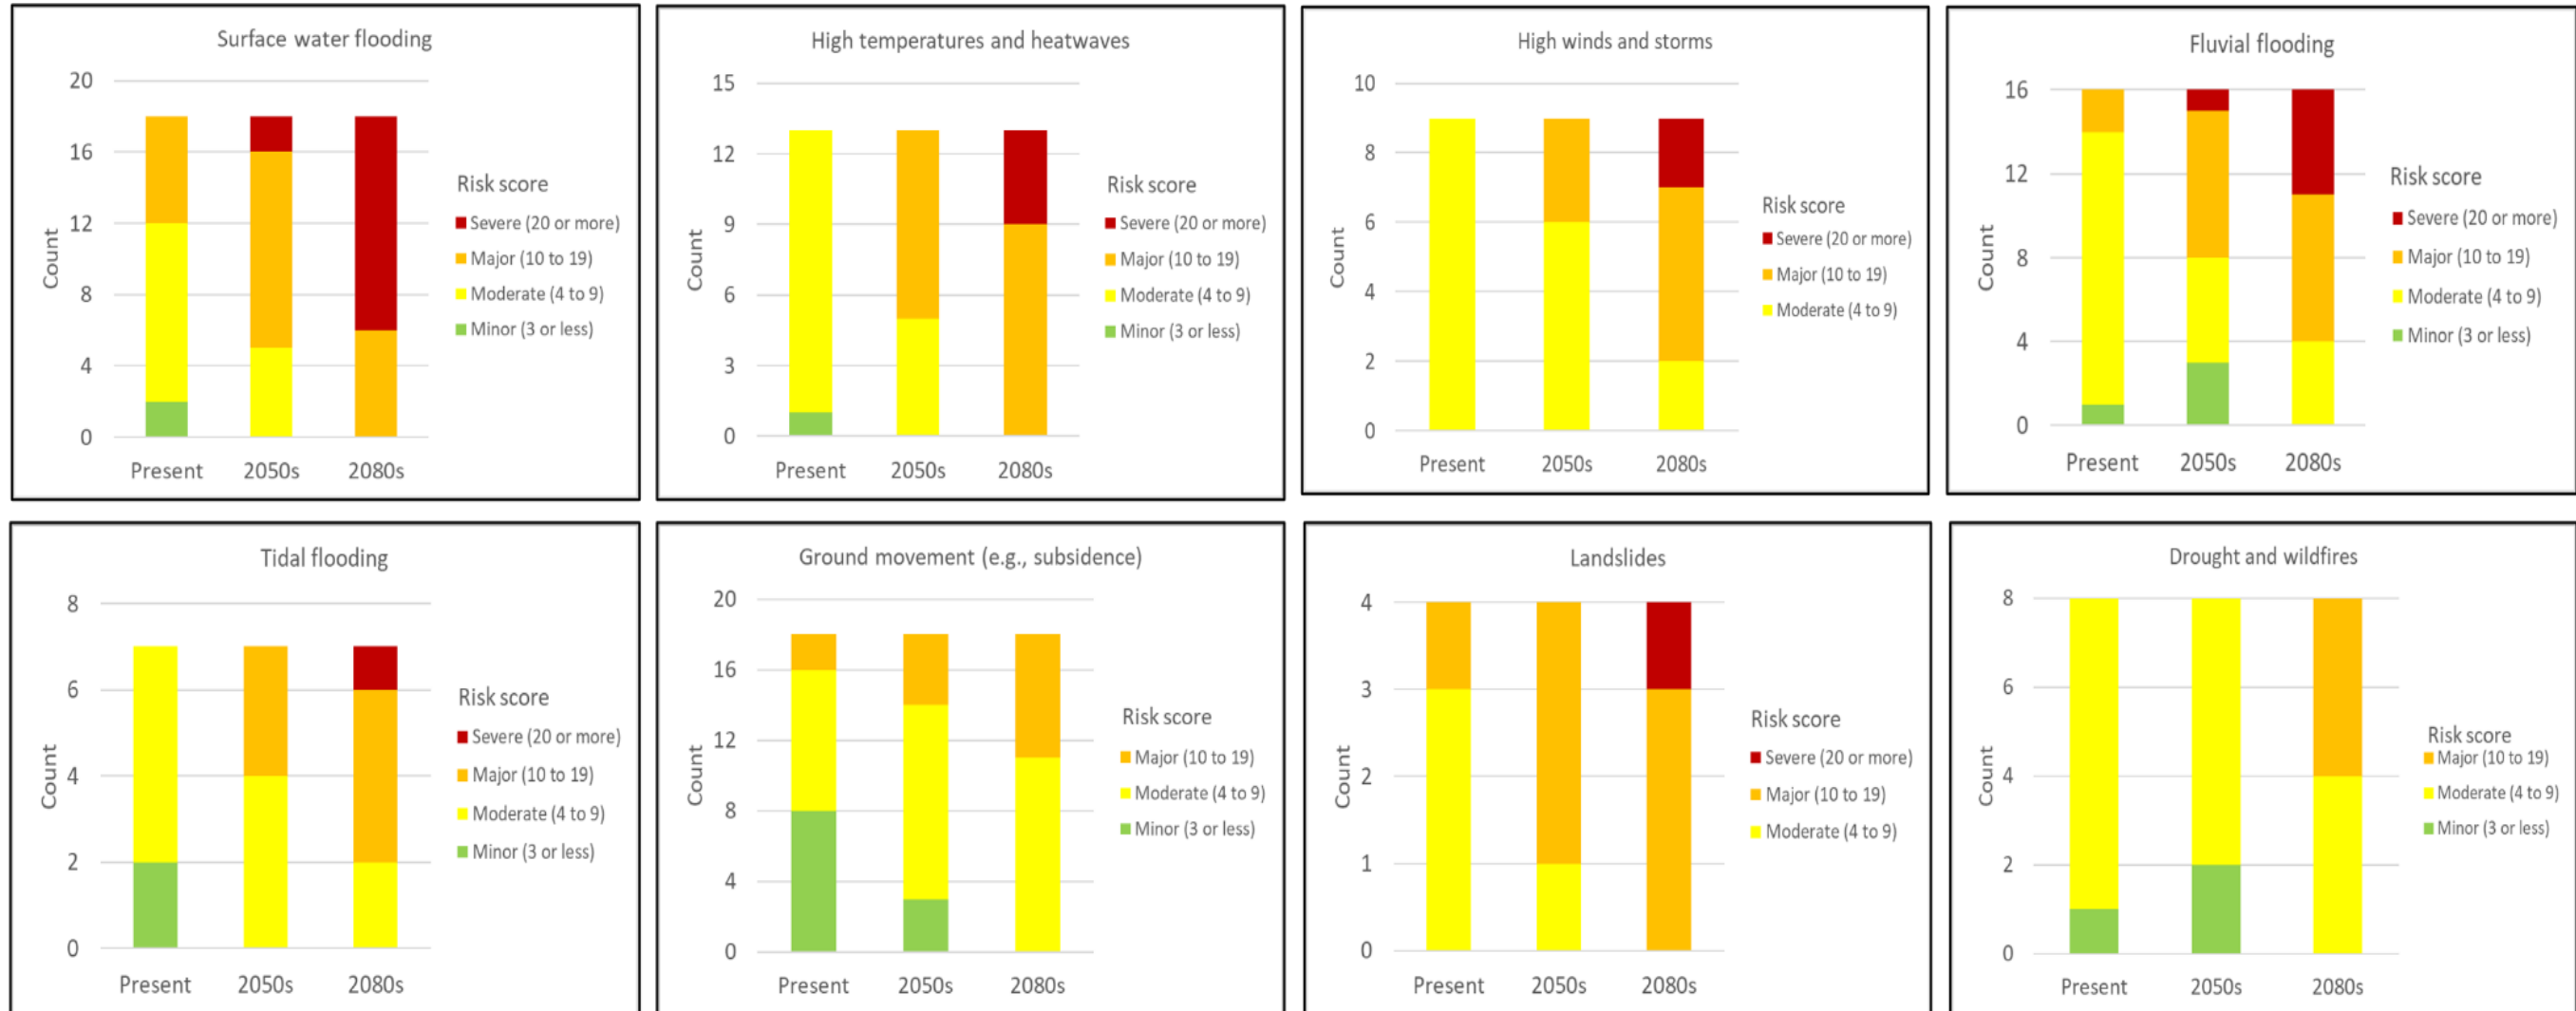 Surface water flooding
20
16
12
8
4
0
Count
Present 2050s 2080s
Risk score
Severe (20 or more)
Major (10 to 19)
Moderate (4 to 9)
Minor (3 or less)
High temperatures and heatwaves
15
12
9
6
3
0
Count
Present 2050s 2080s
Risk score
Severe (20 or more)
Major (10 to 19)
Moderate (4 to 9)
Minor (3 or less)
High winds and storms
10
8
6
4
2
0
Count
Present 2050s 2080s
Risk score
Severe (20 or more)
Major (10 to 19)
Moderate (4 to 9)
Fluvial flooding
16
12
8
4
0
Count
Present 2050s 2080s
Risk score
Severe (20 or more)
Major (10 to 19)
Moderate (4 to 9)
Minor (3 or less)
Tidal flooding
8
6
4
2
0
Count
Present 2050s 2080s
Risk score
Severe (20 or more)
Major (10 to 19)
Moderate (4 to 9)
Minor (3 or less)
Ground movement (e.g., subsidence)
20
16
12
8
4
0
Count
Present 2050s 2080s
Risk score
Major (10 to 19)
Moderate (4 to 9)
Minor (3 or less)
Landslides
4
3
2
1
0
Count
Present 2050s 2080s
Risk score
Severe (20 or more)
Major (10 to 19)
Moderate (4 to 9)
Drought and wildfires
8
6
4
2
0
Count
Present 2050s 2080s
Risk score
Major (10 to 19)
Moderate (4 to 9)
Minor (3 or less)